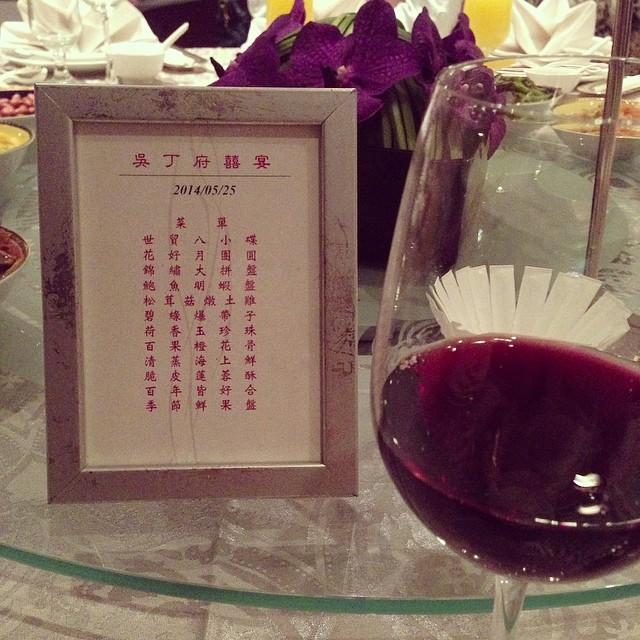 吳丁府囍宴
2014/05/25
菜單
世貿八小碟
花好月團圓
錦繡大拼盤
鮑魚明蝦盤
松茸菇燉土雞
碧綠爆帶子
荷香玉珍珠
百果橙花骨
清蒸海上鮮
脆皮蓮蓉酥
百年皆好合
季節鮮果盤